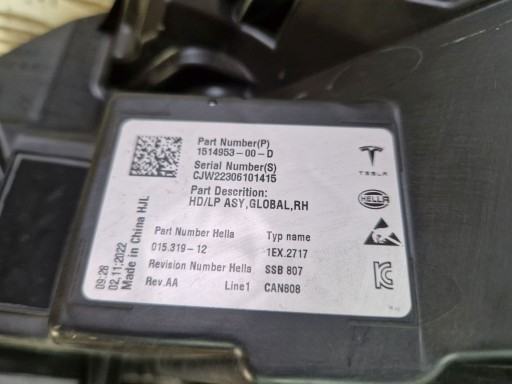 Part Number(P)
1514953-00-D
Serial Number(S)
CJW22306101415
Part Descrition:
HD/LP ASY,GLOBAL,RH
Part Number Hella Typ name
015.319-12 1EX.2717
Revision Number Hella SSB 807
Rev.AA Line1 CAN808
09:28
02,11;2022
Made in China HJL
TESLA
HELLA